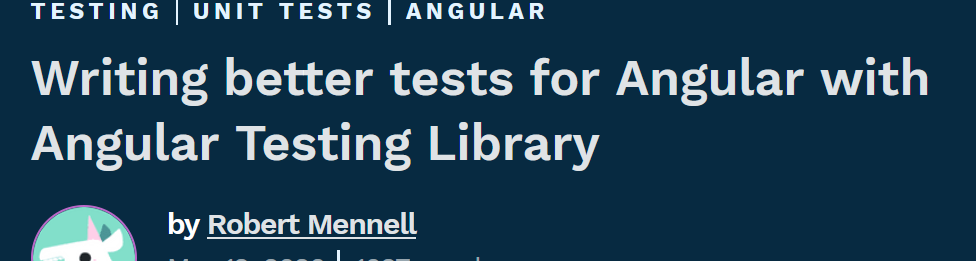 TESTING | UNIT TESTS | ANGULAR
Writing better tests for Angular with
Angular Testing Library
by Robert Mennell